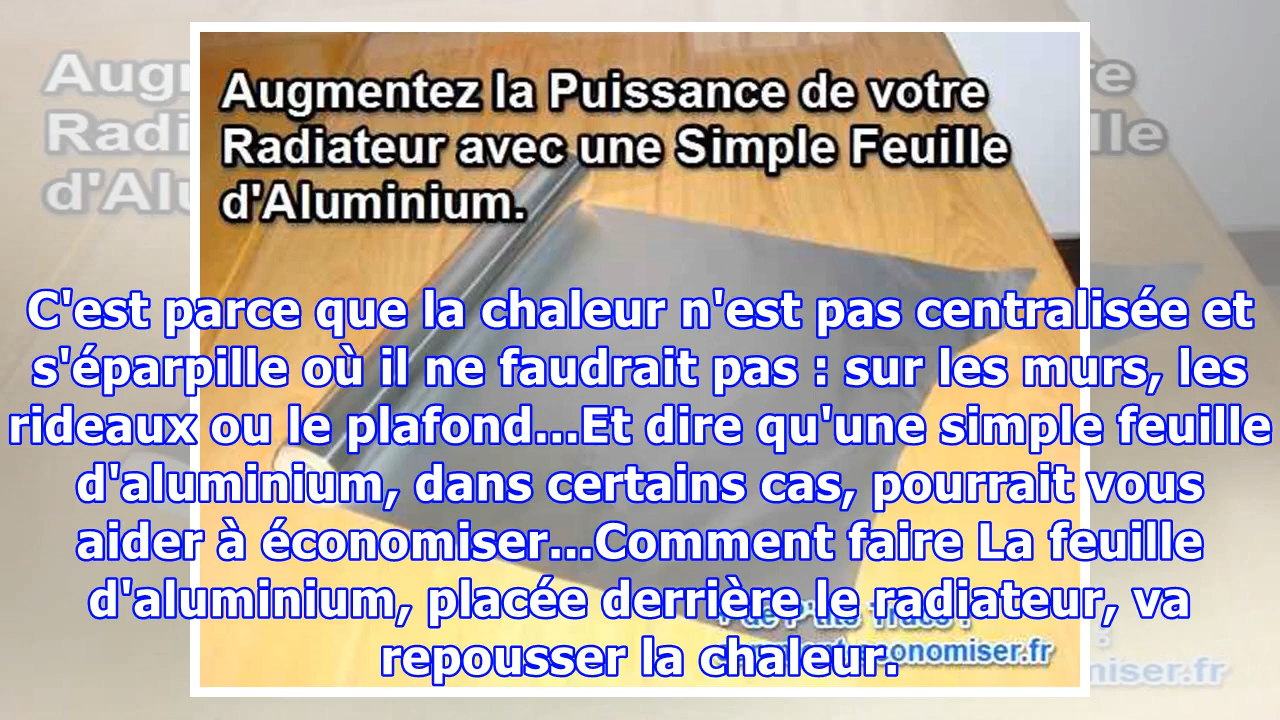 Augmentez la Puissance de votre
Radiateur avec une Simple Feuille
d'Aluminium.
C'est parce que la chaleur n'est pas centralisée et
s'éparpille où il ne faudrait pas : sur les murs, les
rideaux ou le plafond...Et dire qu'une simple feuille
d'aluminium, dans certains cas, pourrait vous
aider à économiser...Comment faire La feuille
d'aluminium, placée derrière le radiateur, va
repousser la chaleur.